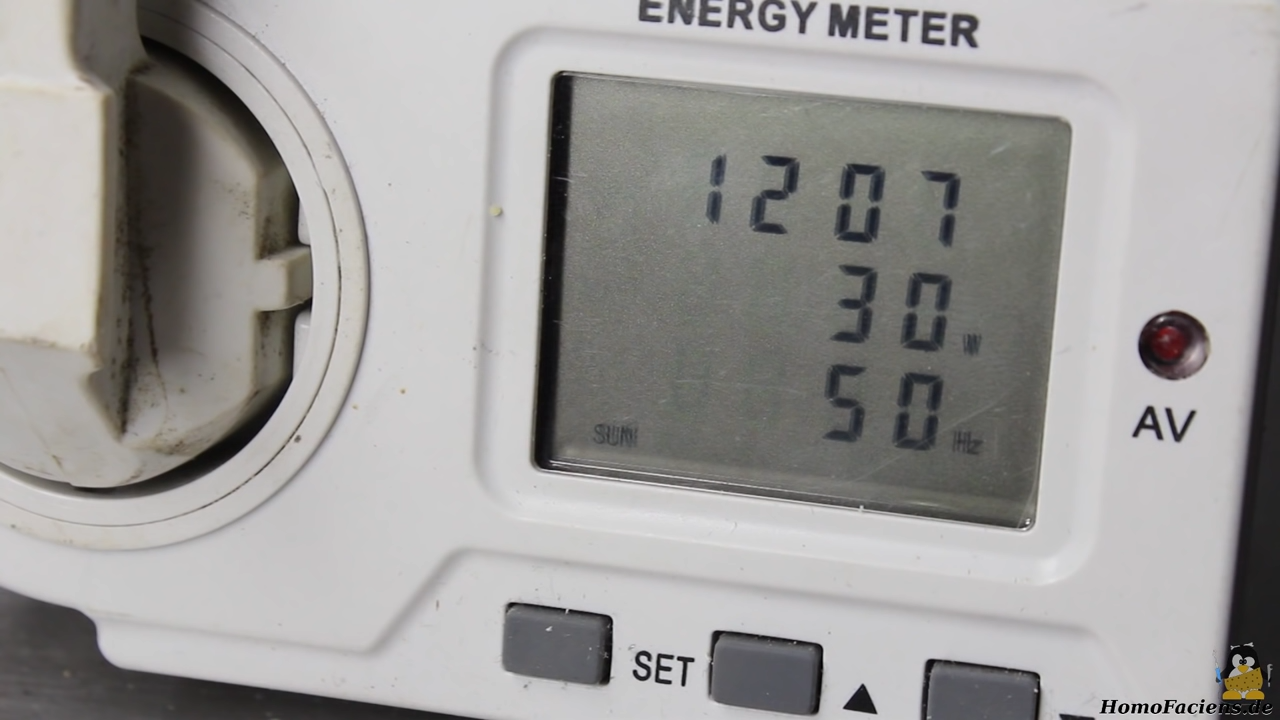 ENERGY METER
1207
30 W
50 Hz
SUN
AV
SET ▲ ▼
HomoFaciens.de